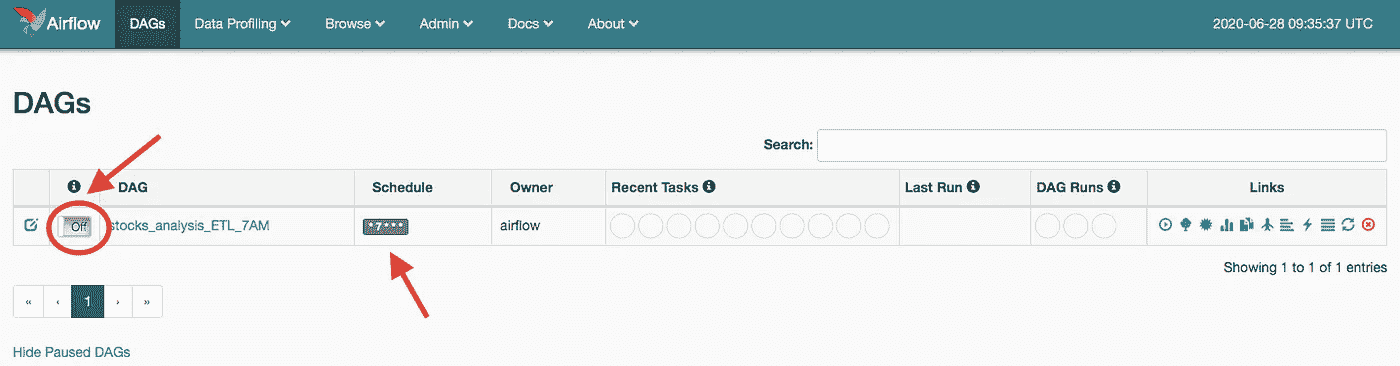 Airflow DAGs Data Profiling Browse Admin Docs About 2020-06-28 09:35:37 UTC
DAGs
Search:
DAG Schedule Owner Recent Tasks Last Run DAG Runs Links
Off stocks_analysis_ETL_7AM airflow
Showing 1 to 1 of 1 entries
« ‹ 1 › »
Hide Paused DAGs